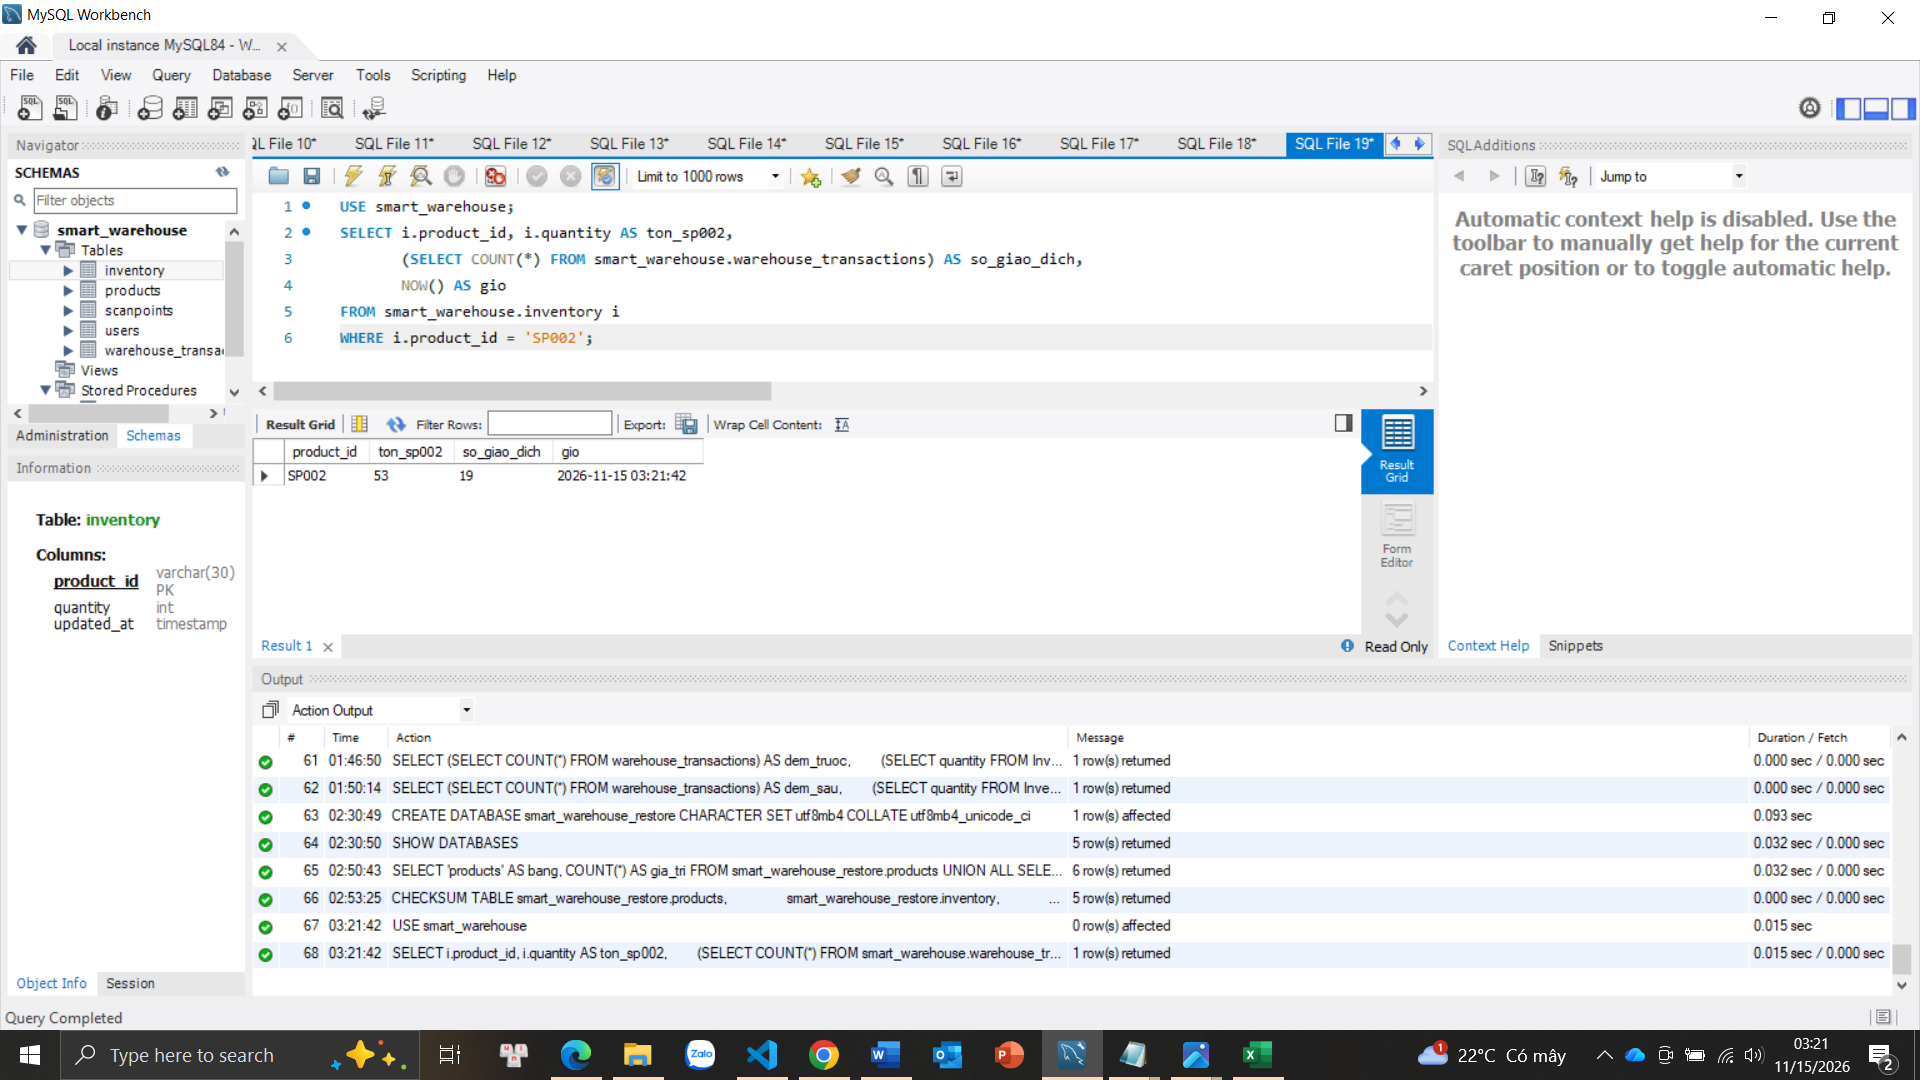 MySQL Workbench
Local instance MySQL84 - W...
File Edit View Query Database Server Tools Scripting Help
Navigator
SCHEMAS
Filter objects
smart_warehouse
Tables
inventory
products
scanpoints
users
warehouse_transa
Views
Stored Procedures
Administration Schemas
Information
Table: inventory
Columns:
product_id varchar(30) PK
quantity int
updated_at timestamp
Object Info Session
QL File 10* SQL File 11* SQL File 12* SQL File 13* SQL File 14* SQL File 15* SQL File 16* SQL File 17* SQL File 18* SQL File 19*
Limit to 1000 rows
1 USE smart_warehouse;
2 SELECT i.product_id, i.quantity AS ton_sp002,
3 (SELECT COUNT(*) FROM smart_warehouse.warehouse_transactions) AS so_giao_dich,
4 NOW() AS gio
5 FROM smart_warehouse.inventory i
6 WHERE i.product_id = 'SP002';
Result Grid Filter Rows: Export: Wrap Cell Content:
product_id ton_sp002 so_giao_dich gio
SP002 53 19 2026-11-15 03:21:42
Result Grid
Form Editor
Result 1
Read Only
SQLAdditions
Jump to
Automatic context help is disabled. Use the
toolbar to manually get help for the current
caret position or to toggle automatic help.
Context Help Snippets
Output
Action Output
# Time Action Message Duration / Fetch
61 01:46:50 SELECT (SELECT COUNT(*) FROM warehouse_transactions) AS dem_truoc, (SELECT quantity FROM Inv... 1 row(s) returned 0.000 sec / 0.000 sec
62 01:50:14 SELECT (SELECT COUNT(*) FROM warehouse_transactions) AS dem_sau, (SELECT quantity FROM Inve... 1 row(s) returned 0.000 sec / 0.000 sec
63 02:30:49 CREATE DATABASE smart_warehouse_restore CHARACTER SET utf8mb4 COLLATE utf8mb4_unicode_ci 1 row(s) affected 0.093 sec
64 02:30:50 SHOW DATABASES 5 row(s) returned 0.032 sec / 0.000 sec
65 02:50:43 SELECT 'products' AS bang, COUNT(*) AS gia_tri FROM smart_warehouse_restore.products UNION ALL SELE... 6 row(s) returned 0.032 sec / 0.000 sec
66 02:53:25 CHECKSUM TABLE smart_warehouse_restore.products, smart_warehouse_restore.inventory, ... 5 row(s) returned 0.000 sec / 0.000 sec
67 03:21:42 USE smart_warehouse 0 row(s) affected 0.015 sec
68 03:21:42 SELECT i.product_id, i.quantity AS ton_sp002, (SELECT COUNT(*) FROM smart_warehouse.warehouse_tr... 1 row(s) returned 0.015 sec / 0.000 sec
Query Completed
Type here to search
Zalo
1
22°C Có mây
03:21
11/15/2026
2